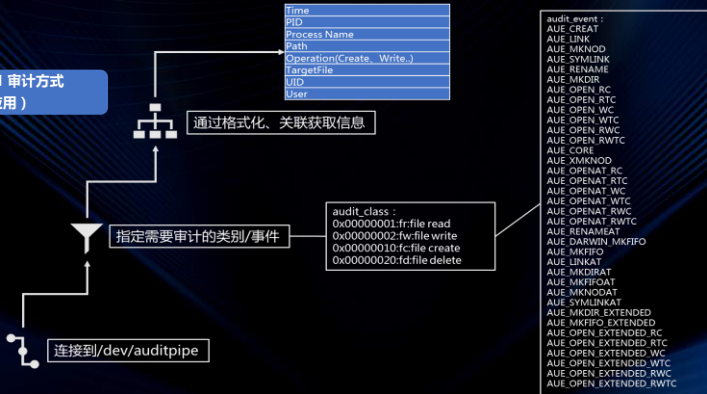 审计方式
用）
Time
PID
Process Name
Path
Operation(Create、Write..)
TargetFile
UID
User
通过格式化、关联获取信息
指定需要审计的类别/事件
连接到/dev/auditpipe
audit_class：
0x00000001:fr:file read
0x00000002:fw:file write
0x00000010:fc:file create
0x00000020:fd:file delete
audit_event：
AUE_CREAT
AUE_LINK
AUE_MKNOD
AUE_SYMLINK
AUE_RENAME
AUE_MKDIR
AUE_OPEN_RC
AUE_OPEN_RTC
AUE_OPEN_WC
AUE_OPEN_WTC
AUE_OPEN_RWC
AUE_OPEN_RWTC
AUE_CORE
AUE_XMKNOD
AUE_OPENAT_RC
AUE_OPENAT_RTC
AUE_OPENAT_WC
AUE_OPENAT_WTC
AUE_OPENAT_RWC
AUE_OPENAT_RWTC
AUE_RENAMEAT
AUE_DARWIN_MKFIFO
AUE_MKFIFO
AUE_LINKAT
AUE_MKDIRAT
AUE_MKFIFOAT
AUE_MKNODAT
AUE_SYMLINKAT
AUE_MKDIR_EXTENDED
AUE_MKFIFO_EXTENDED
AUE_OPEN_EXTENDED_RC
AUE_OPEN_EXTENDED_RTC
AUE_OPEN_EXTENDED_WC
AUE_OPEN_EXTENDED_WTC
AUE_OPEN_EXTENDED_RWC
AUE_OPEN_EXTENDED_RWTC